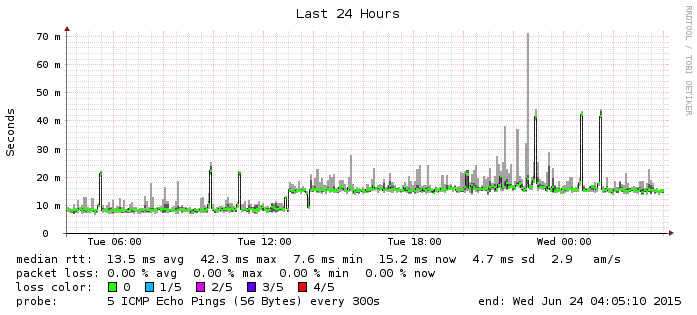 Last 24 Hours
RRDTOOL / TOBI OETIKER
Seconds
70 m
60 m
50 m
40 m
30 m
20 m
10 m
0
Tue 06:00 Tue 12:00 Tue 18:00 Wed 00:00
median rtt: 13.5 ms avg 42.3 ms max 7.6 ms min 15.2 ms now 4.7 ms sd 2.9 am/s
packet loss: 0.00 % avg 0.00 % max 0.00 % min 0.00 % now
loss color: 0 1/5 2/5 3/5 4/5
probe: 5 ICMP Echo Pings (56 Bytes) every 300s end: Wed Jun 24 04:05:10 2015